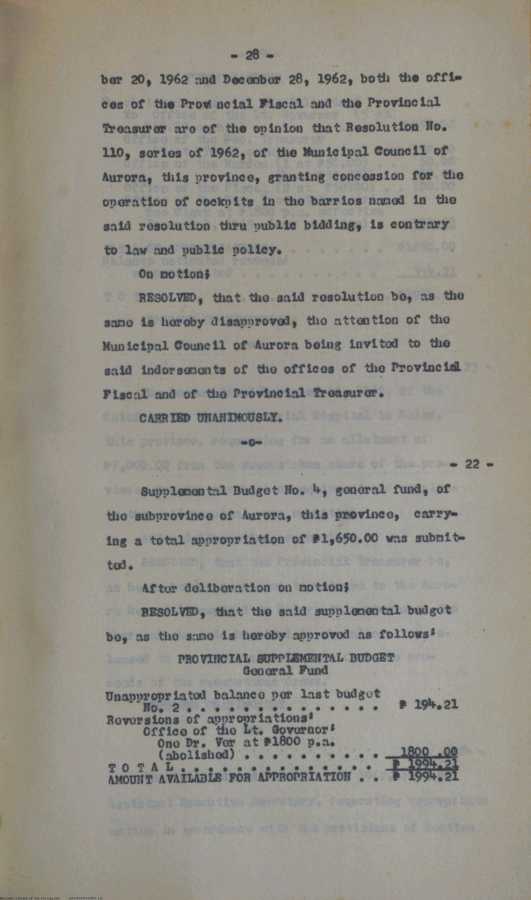 - 28 -
ber 20, 1962 and December 28, 1962, both the offi-
ces of the Provincial Fiscal and the Provincial
Treasurer are of the opinion that Resolution No.
110, series of 1962, of the Municipal Council of
Aurora, this province, granting concession for the
operation of cockpits in the barrios named in the
said resolution thru public bidding, is contrary
to law and public policy.
On motion;
RESOLVED, that the said resolution be, as the
same is hereby disapproved, the attention of the
Municipal Council of Aurora being invited to the
said indorsements of the offices of the Provincial
Fiscal and of the Provincial Treasurer.
CARRIED UNANIMOUSLY.
-o-
- 22 -
Supplemental Budget No. 4, general fund, of
the subprovince of Aurora, this province, carry-
ing a total appropriation of ₱1,650.00 was submit-
ted.
After deliberation on motion;
RESOLVED, that the said supplemental budget
be, as the same is hereby approved as follows:
PROVINCIAL SUPPLEMENTAL BUDGET
General Fund
Unappropriated balance per last budget
No. 2 . . . . . . . . . . . . . . ₱ 194.21
Reversions of appropriations:
Office of the Lt. Governor:
One Dr. Ver at ₱1800 p.a.
(abolished) . . . . . . . . . . 1800.00
T O T A L . . . . . . . . . . . . . . ₱ 1994.21
AMOUNT AVAILABLE FOR APPROPRIATION . . ₱ 1994.21